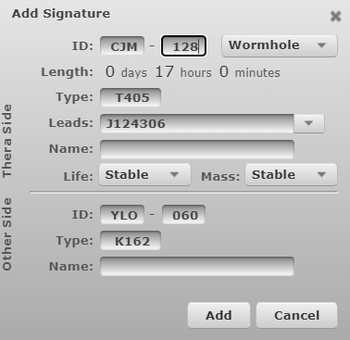 Add Signature
ID: CJM - 128 Wormhole
Length: 0 days 17 hours 0 minutes
Thera Side
Type: T405
Leads: J124306
Name:
Life: Stable Mass: Stable
Other Side
ID: YLO - 060
Type: K162
Name:
Add Cancel